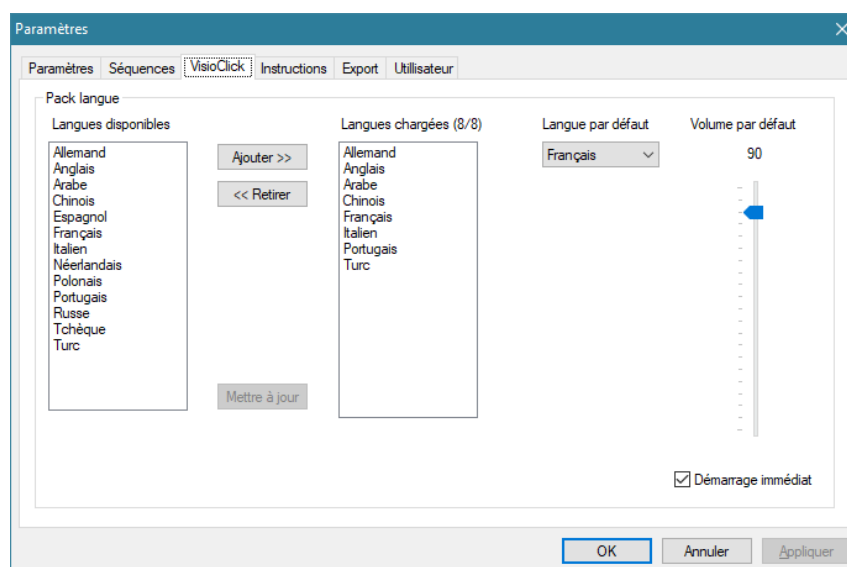 Paramètres
Paramètres Séquences VisioClick Instructions Export Utilisateur
Pack langue
Langues disponibles
Allemand
Anglais
Arabe
Chinois
Espagnol
Français
Italien
Néerlandais
Polonais
Portugais
Russe
Tchèque
Turc
Ajouter >>
<< Retirer
Mettre à jour
Langues chargées (8/8)
Allemand
Anglais
Arabe
Chinois
Français
Italien
Portugais
Turc
Langue par défaut
Français
Volume par défaut
90
Démarrage immédiat
OK Annuler Appliquer